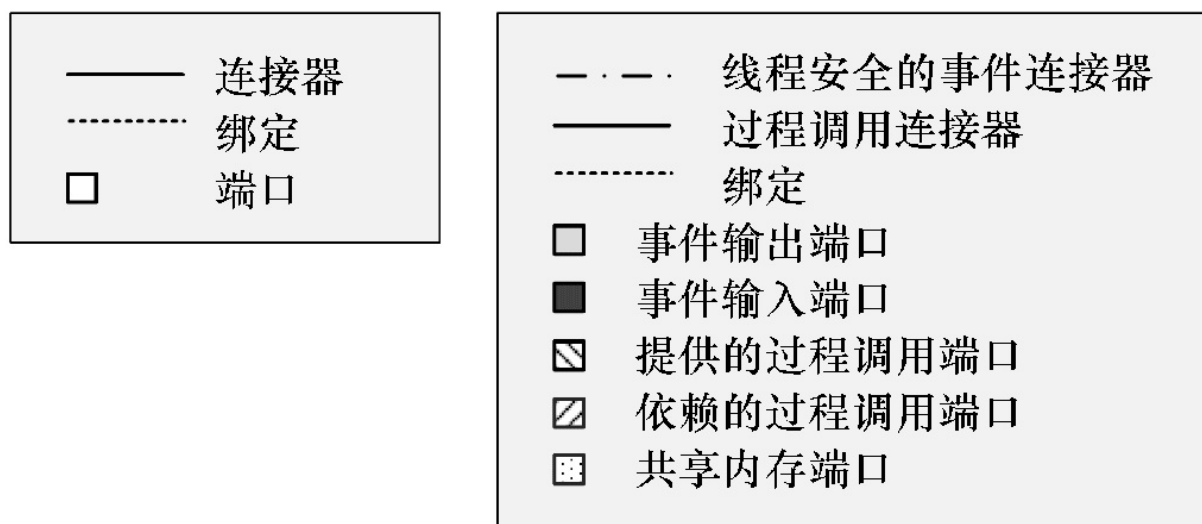 连接器
绑定
端口
线程安全的事件连接器
过程调用连接器
绑定
事件输出端口
事件输入端口
提供的过程调用端口
依赖的过程调用端口
共享内存端口